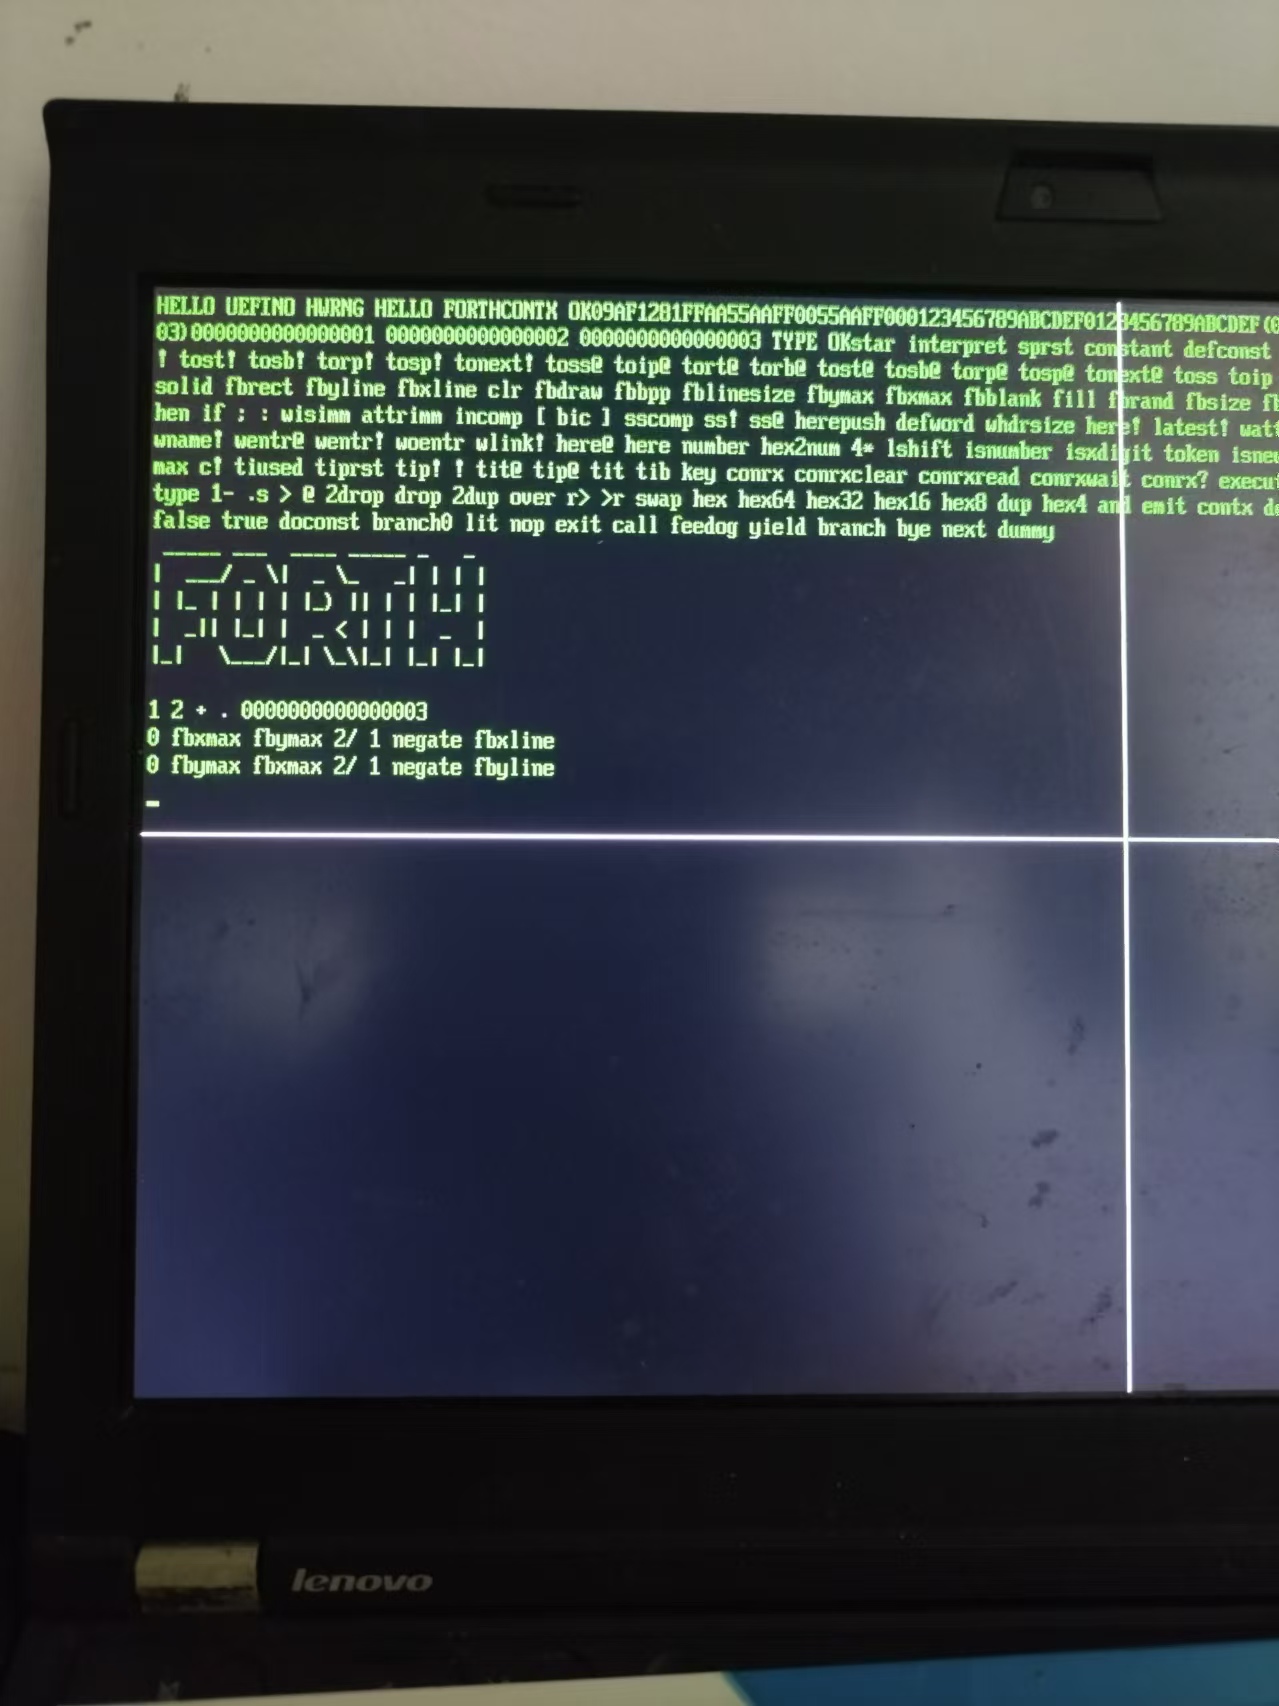 HELLO UEFINO HWRNG HELLO FORTHCONTX OK09AF1281FFAA55AAFF0055AAFF000123456789ABCDEF0123456789ABCDEF(0
03)0000000000000001 0000000000000002 0000000000000003 TYPE OKstar interpret sprst constant defconst
! tost! tosb! torp! tosp! tonext! toss@ toip@ tort@ torb@ tost@ tosb@ torp@ tosp@ tonext@ toss toip
solid fbrect fbyline fbxline clr fbdraw fbbpp fblinesize fbymax fbxmax fbblank fill fbrand fbsize
hen if ; : wisimm attrimm incomp [ bic ] sscomp ss! ss@ herepush defword whdrsize here! latest!
wname! wentr@ wentr! woentr wlink! here@ here number hex2num 4* lshift isnumber isxdigit token
max c! tiused tiprst tip! ! tit@ tip@ tit tib key conrx conrxclear conrxread conrxwait conrx?
type 1- .s > @ 2drop drop 2dup over r> >r swap hex hex64 hex32 hex16 hex8 dup hex4 and emit contx
false true doconst branch0 lit nop exit call feedog yield branch bye next dummy
FORTH
1 2 + . 0000000000000003
0 fbxmax fbymax 2/ 1 negate fbxline
0 fbymax fbxmax 2/ 1 negate fbyline
lenovo